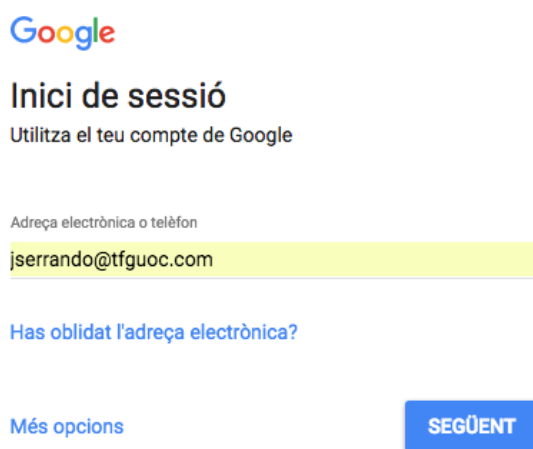 Google
Inici de sessió
Utilitza el teu compte de Google
Adreça electrònica o telèfon
jserrando@tfguoc.com
Has oblidat l'adreça electrònica?
Més opcions
SEGÜENT